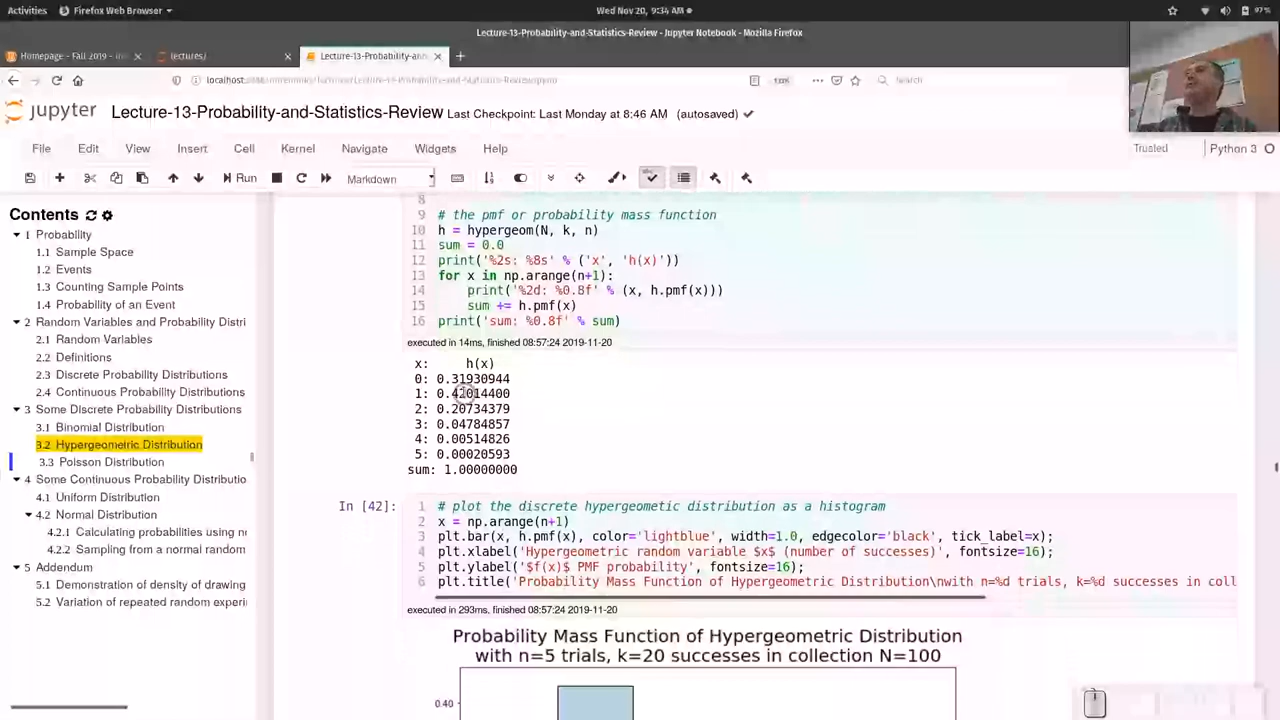 Activities Firefox Web Browser Wed Nov 20, 9:34 AM 97%
Lecture-13-Probability-and-Statistics-Review - Jupyter Notebook - Mozilla Firefox
Homepage - Fall 2019 - lectures/ Lecture-13-Probability-and-
Search
jupyter Lecture-13-Probability-and-Statistics-Review Last Checkpoint: Last Monday at 8:46 AM (autosaved)
File Edit View Insert Cell Kernel Navigate Widgets Help Trusted Python 3
Run Markdown
Contents
1 Probability
1.1 Sample Space
1.2 Events
1.3 Counting Sample Points
1.4 Probability of an Event
2 Random Variables and Probability Distri
2.1 Random Variables
2.2 Definitions
2.3 Discrete Probability Distributions
2.4 Continuous Probability Distributions
3 Some Discrete Probability Distributions
3.1 Binomial Distribution
3.2 Hypergeometric Distribution
3.3 Poisson Distribution
4 Some Continuous Probability Distributio
4.1 Uniform Distribution
4.2 Normal Distribution
4.2.1 Calculating probabilities using no
4.2.2 Sampling from a normal random
5 Addendum
5.1 Demonstration of density of drawing
5.2 Variation of repeated random experi
8
9 # the pmf or probability mass function
10 h = hypergeom(N, k, n)
11 sum = 0.0
12 print('%2s: %8s' % ('x', 'h(x)'))
13 for x in np.arange(n+1):
14 print('%2d: %0.8f' % (x, h.pmf(x)))
15 sum += h.pmf(x)
16 print('sum: %0.8f' % sum)
executed in 14ms, finished 08:57:24 2019-11-20
x: h(x)
0: 0.31930944
1: 0.42014400
2: 0.20734379
3: 0.04784857
4: 0.00514826
5: 0.00020593
sum: 1.00000000
In [42]:
1 # plot the discrete hypergeometic distribution as a histogram
2 x = np.arange(n+1)
3 plt.bar(x, h.pmf(x), color='lightblue', width=1.0, edgecolor='black', tick_label=x);
4 plt.xlabel('Hypergeometric random variable $x$ (number of successes)', fontsize=16);
5 plt.ylabel('$f(x)$ PMF probability', fontsize=16);
6 plt.title('Probability Mass Function of Hypergeometric Distribution\nwith n=%d trials, k=%d successes in coll
executed in 293ms, finished 08:57:24 2019-11-20
Probability Mass Function of Hypergeometric Distribution
with n=5 trials, k=20 successes in collection N=100
0.40